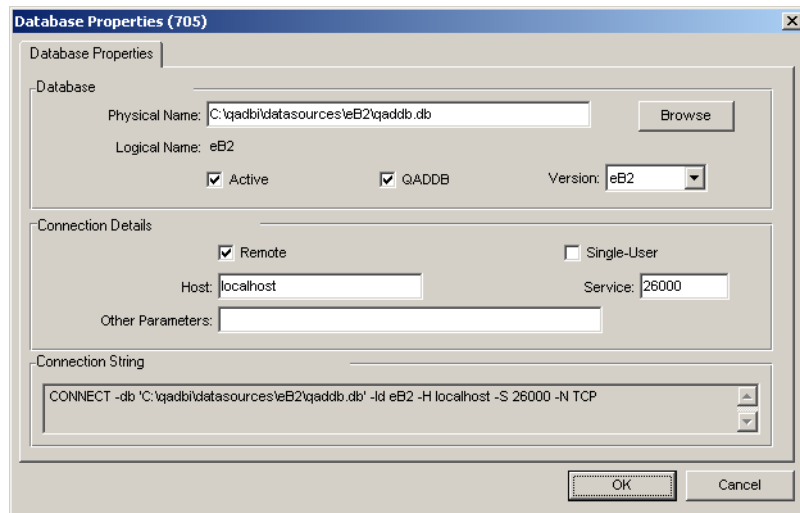 Database Properties (705)
Database Properties
Database
Physical Name: C:\qadbi\datasources\eB2\qaddb.db Browse
Logical Name: eB2
Active QADDB Version: eB2
Connection Details
Remote Single-User
Host: localhost Service: 26000
Other Parameters:
Connection String
CONNECT -db 'C:\qadbi\datasources\eB2\qaddb.db' -ld eB2 -H localhost -S 26000 -N TCP
OK Cancel